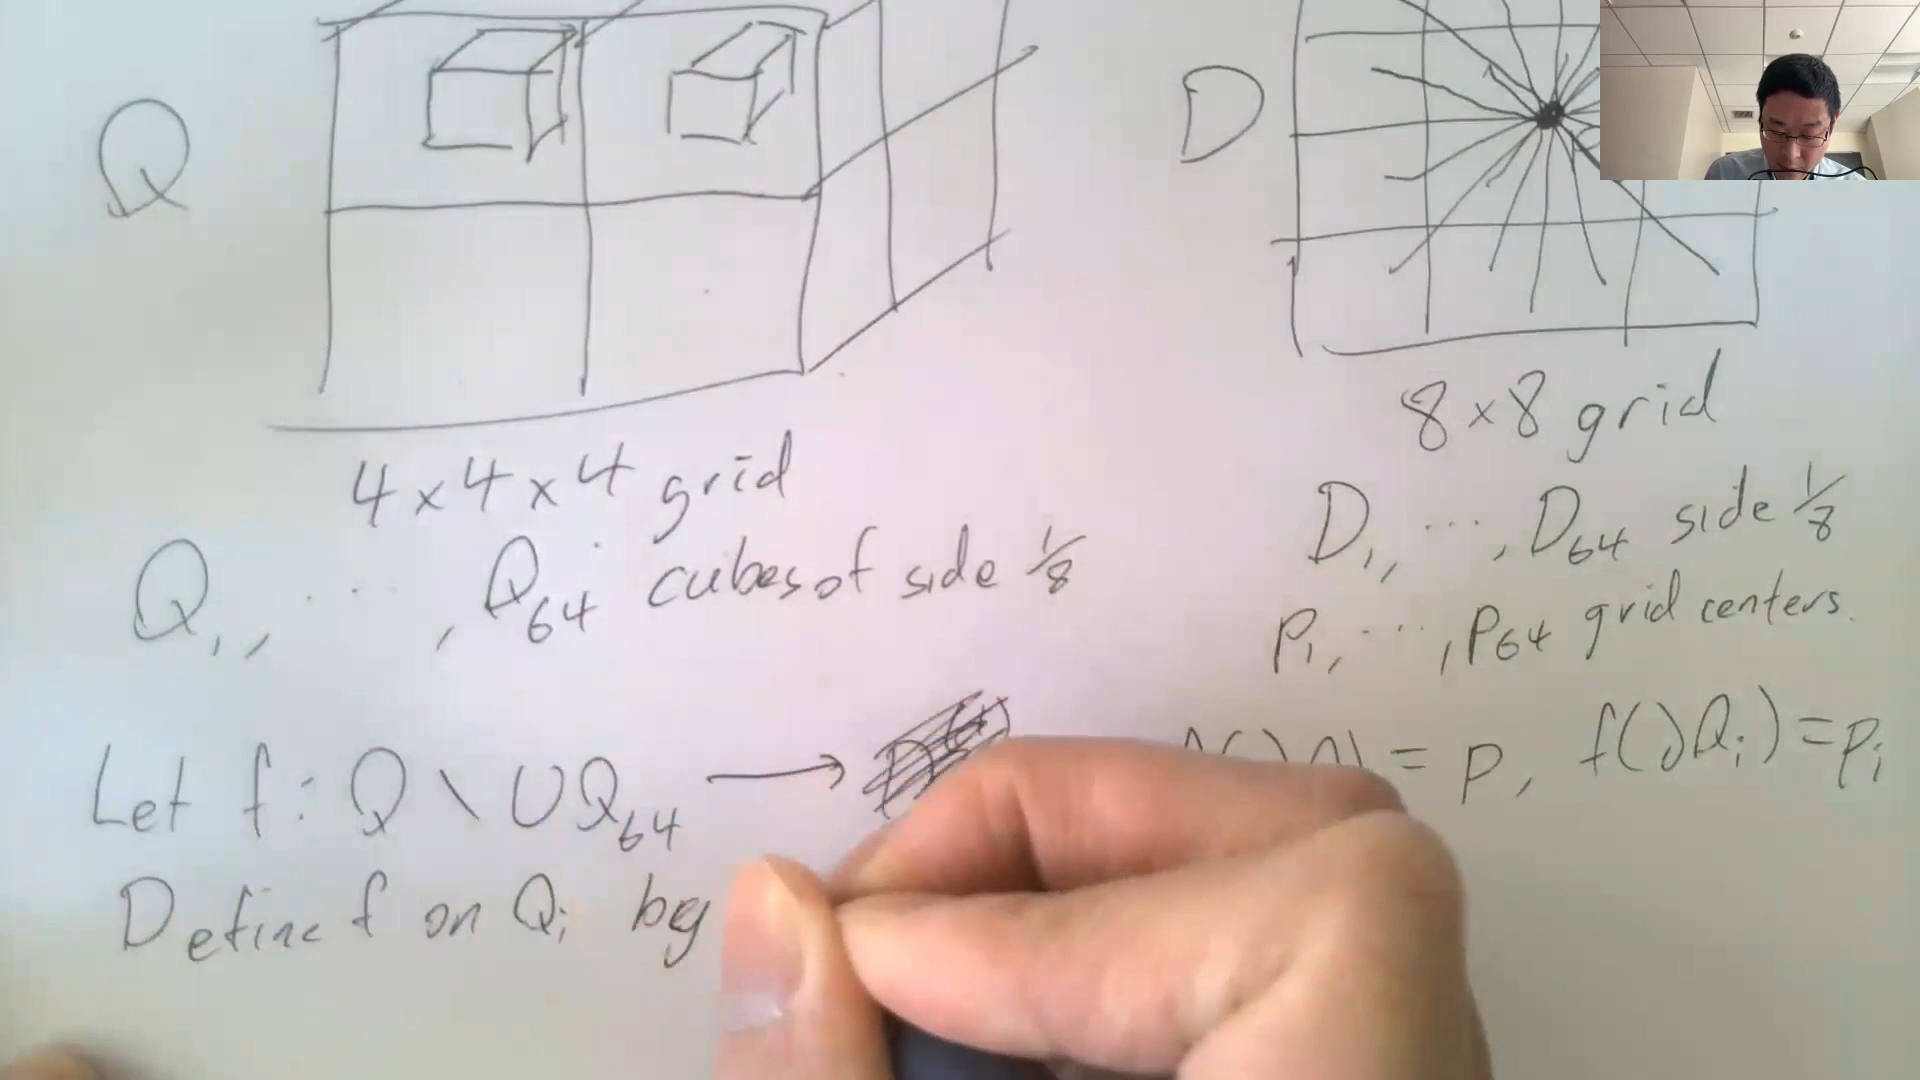 Q
D
4 x 4 x 4 grid
8 x 8 grid
Q₁, ..., Q₆₄ cubes of side 1/8
D₁, ..., D₆₄ side 1/8
p₁, ..., p₆₄ grid centers.
Let f : Q \ ∪Q₆₄ → = p, f(∂Qᵢ) = pᵢ
Define f on Qᵢ by